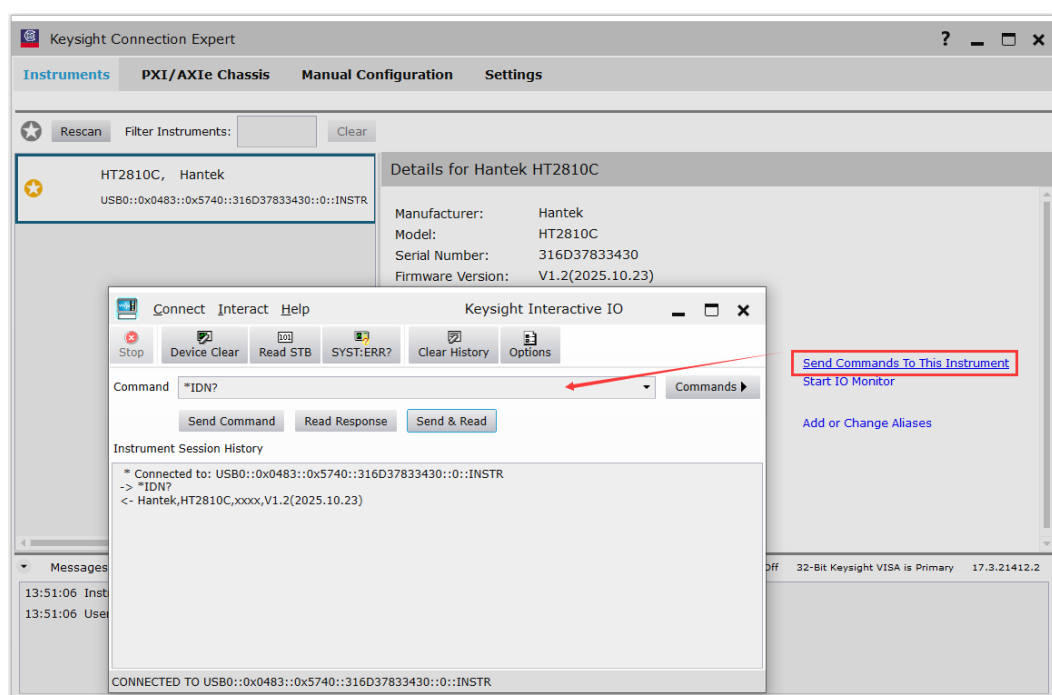 Keysight Connection Expert
Instruments PXI/AXIe Chassis Manual Configuration Settings
Rescan Filter Instruments: Clear
HT2810C, Hantek
USB0::0x0483::0x5740::316D37833430::0::INSTR
Details for Hantek HT2810C
Manufacturer: Hantek
Model: HT2810C
Serial Number: 316D37833430
Firmware Version: V1.2(2025.10.23)
Send Commands To This Instrument
Start IO Monitor
Add or Change Aliases
Connect Interact Help Keysight Interactive IO
Stop Device Clear Read STB SYST:ERR? Clear History Options
Command *IDN? Commands
Send Command Read Response Send & Read
Instrument Session History
* Connected to: USB0::0x0483::0x5740::316D37833430::0::INSTR
-> *IDN?
<- Hantek,HT2810C,xxxx,V1.2(2025.10.23)
CONNECTED TO USB0::0x0483::0x5740::316D37833430::0::INSTR
Messages Off 32-Bit Keysight VISA is Primary 17.3.21412.2
13:51:06 Inst
13:51:06 User